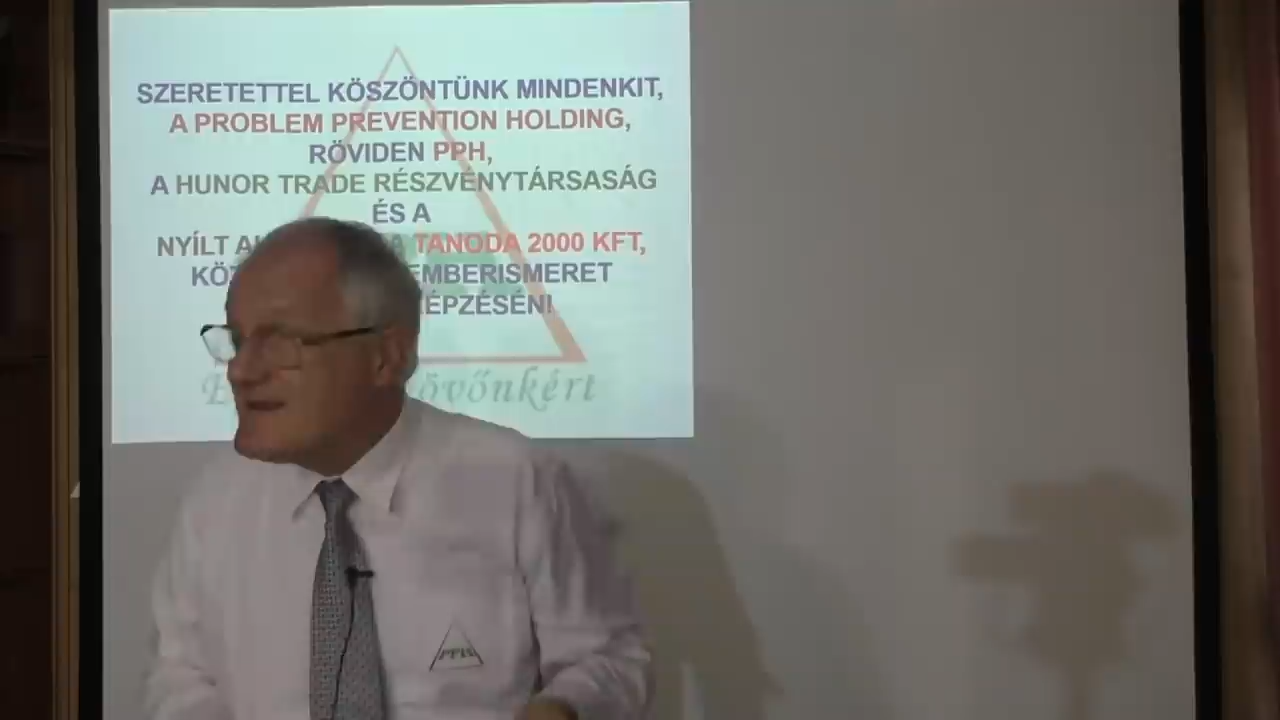 SZERETETTEL KÖSZÖNTÜNK MINDENKIT,
A PROBLEM PREVENTION HOLDING,
RÖVIDEN PPH,
A HUNOR TRADE RÉSZVÉNYTÁRSASÁG
ÉS A
NYÍLT A TANODA 2000 KFT,
EMBERISMERET
KÉPZÉSÉN!
PPH